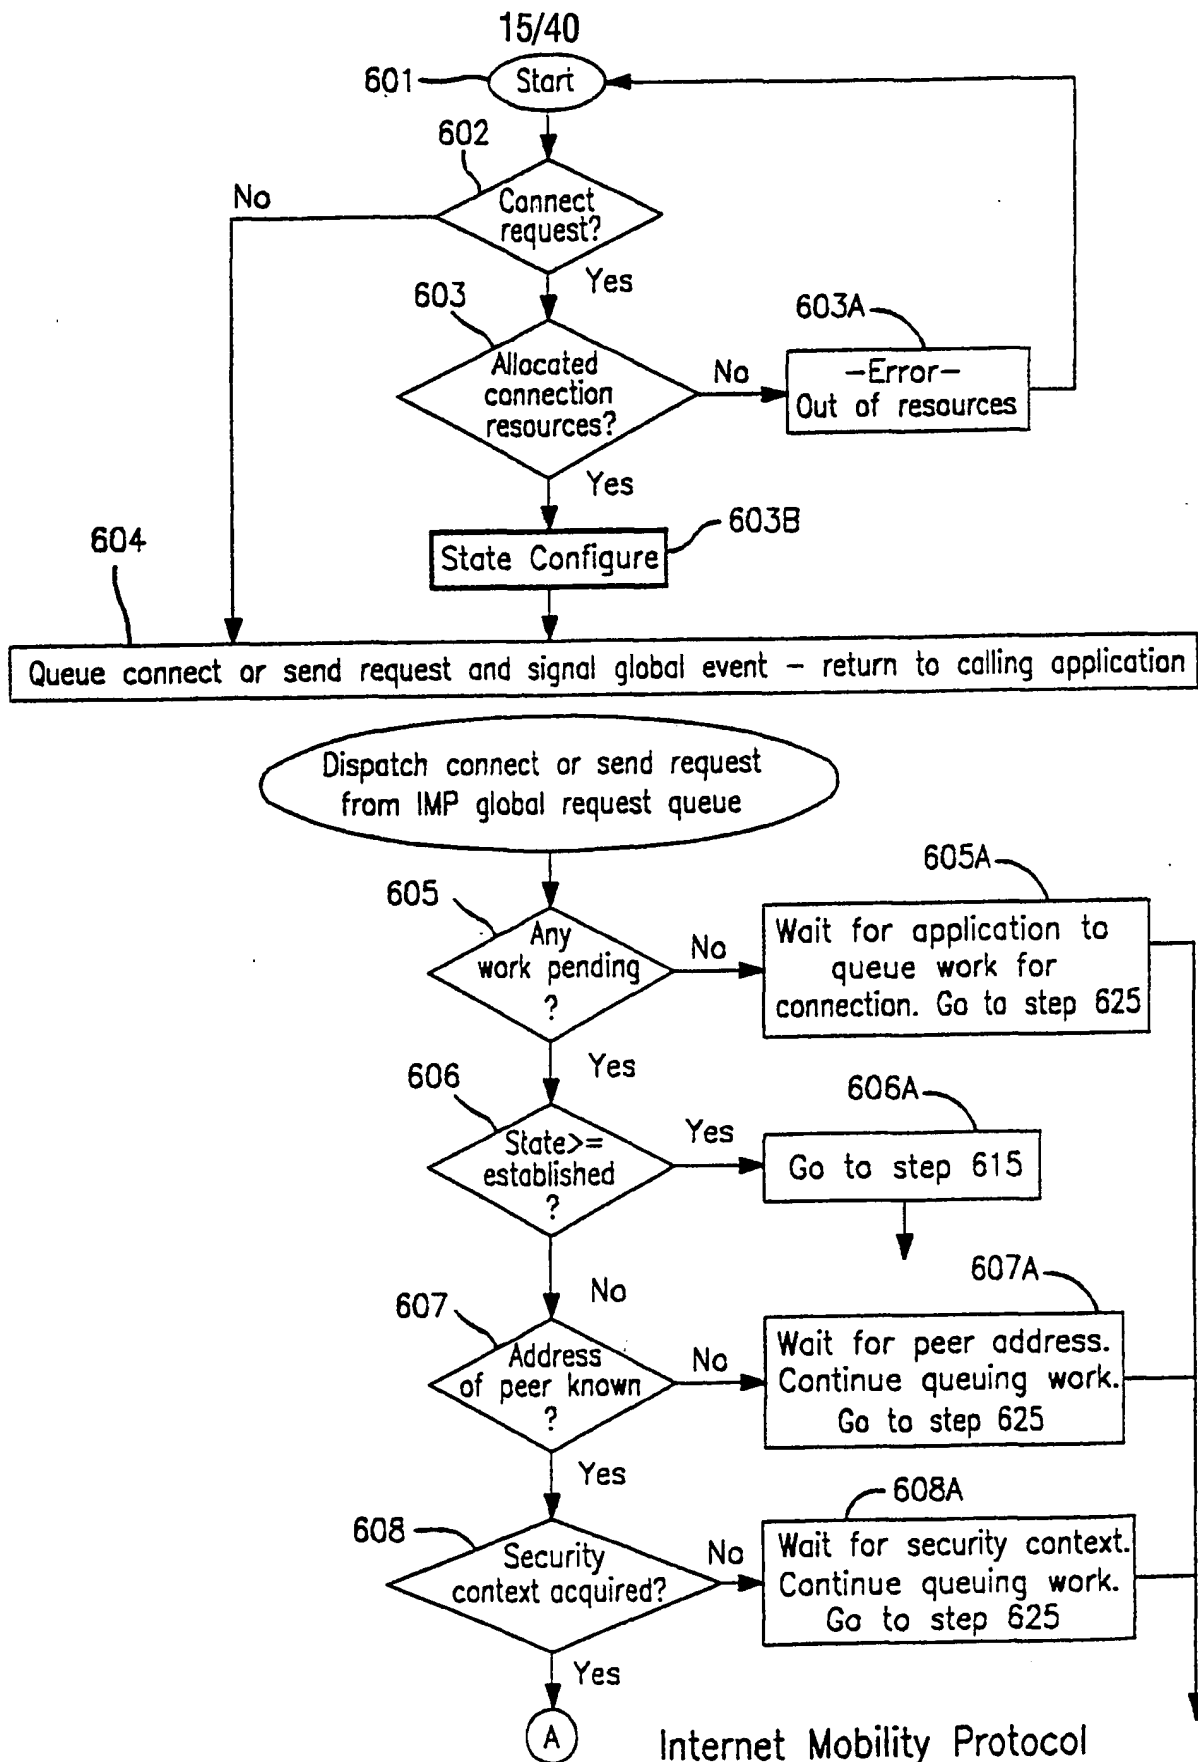 15/40
601
Start
602
No
Connect
request?
Yes
603
603A
Allocated
connection
resources?
No
-Error-
Out of resources
Yes
603B
State Configure
604
Queue connect or send request and signal global event – return to calling application
Dispatch connect or send request
from IMP global request queue
605
605A
Any
work pending
?
No
Wait for application to
queue work for
connection. Go to step 625
Yes
606
606A
State>=
established
?
Yes
Go to step 615
No
607
607A
Address
of peer known
?
No
Wait for peer address.
Continue queuing work.
Go to step 625
Yes
608
608A
Security
context acquired?
No
Wait for security context.
Continue queuing work.
Go to step 625
Yes
A
Internet Mobility Protocol